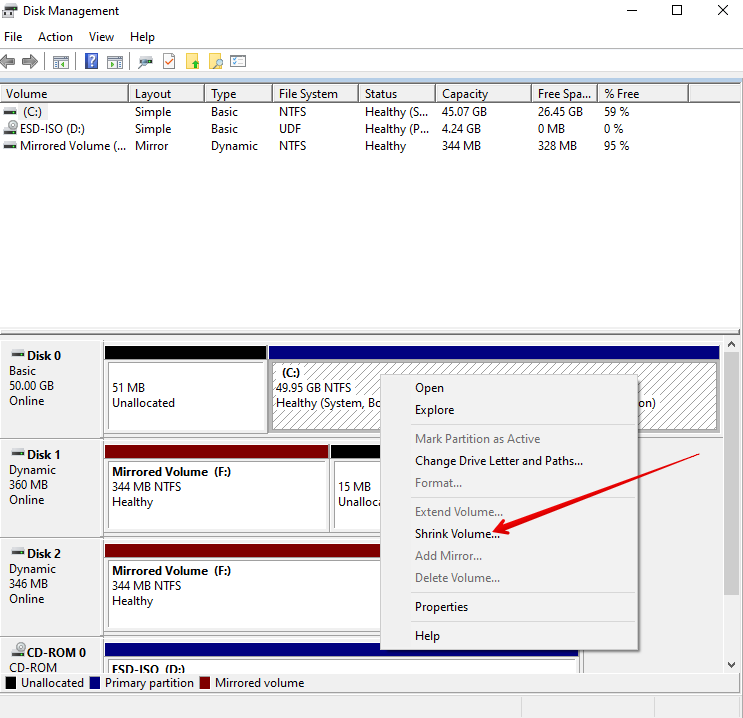 Disk Management
File Action View Help
Volume Layout Type File System Status Capacity Free Spa... % Free
(C:) Simple Basic NTFS Healthy (S... 45.07 GB 26.45 GB 59 %
ESD-ISO (D:) Simple Basic UDF Healthy (P... 4.24 GB 0 MB 0 %
Mirrored Volume (... Mirror Dynamic NTFS Healthy 344 MB 328 MB 95 %
Disk 0
Basic
50.00 GB
Online
51 MB
Unallocated
(C:)
49.95 GB NTFS
Healthy (System, Bo
on)
Disk 1
Dynamic
360 MB
Online
Mirrored Volume (F:)
344 MB NTFS
Healthy
15 MB
Unalloc
Disk 2
Dynamic
346 MB
Online
Mirrored Volume (F:)
344 MB NTFS
Healthy
CD-ROM 0
CD-ROM
ESD-ISO (D:)
Open
Explore
Mark Partition as Active
Change Drive Letter and Paths...
Format...
Extend Volume...
Shrink Volume...
Add Mirror...
Delete Volume...
Properties
Help
Unallocated Primary partition Mirrored volume